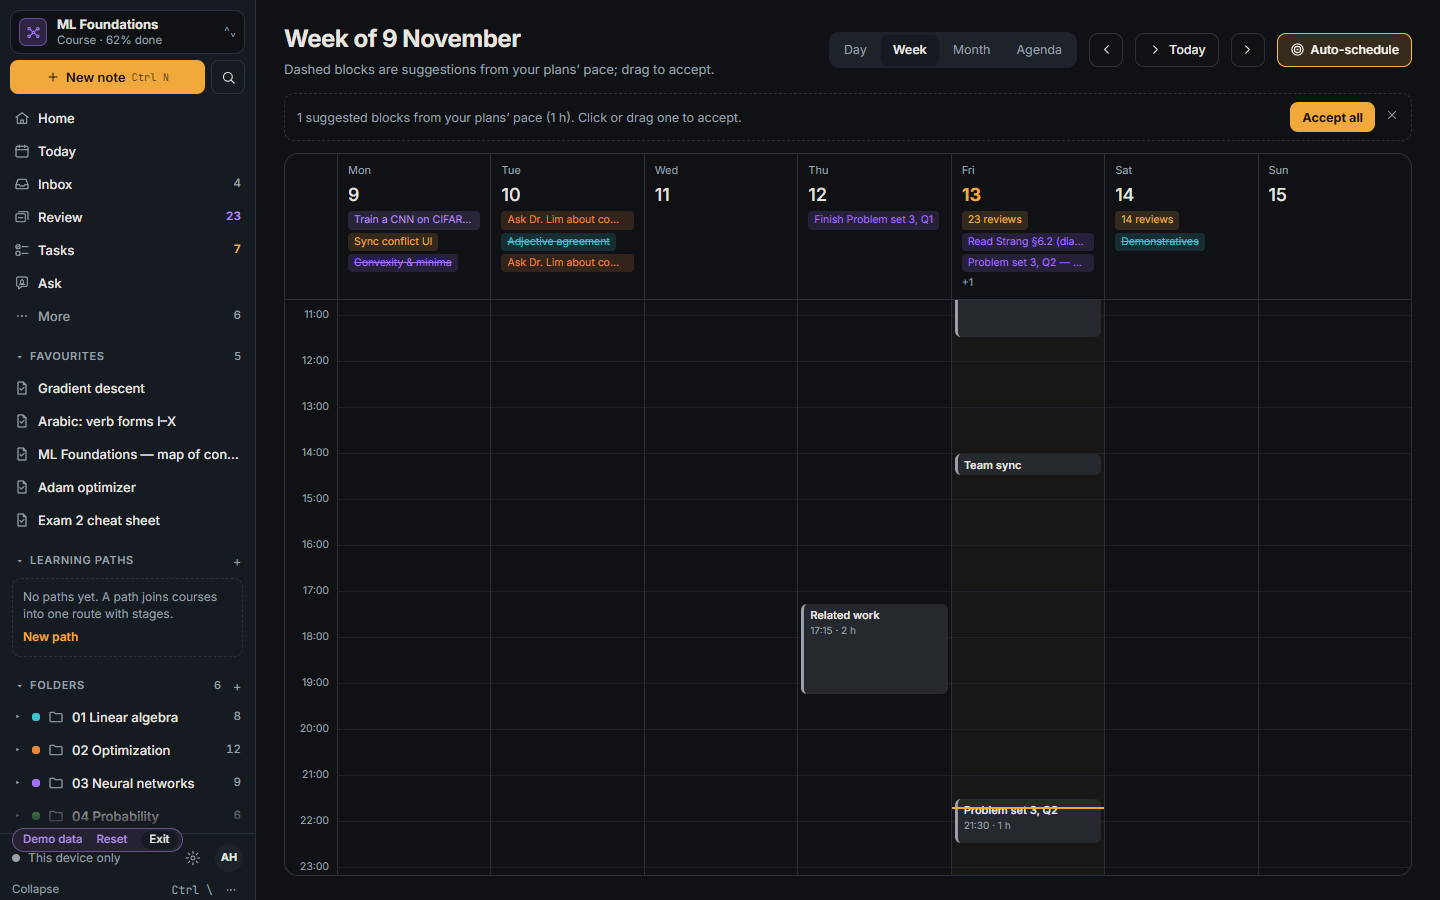 ML Foundations
Course · 62% done
+ New note Ctrl N
Home
Today
Inbox 4
Review 23
Tasks 7
Ask
More 6
FAVOURITES 5
Gradient descent
Arabic: verb forms I–X
ML Foundations — map of con...
Adam optimizer
Exam 2 cheat sheet
LEARNING PATHS +
No paths yet. A path joins courses
into one route with stages.
New path
FOLDERS 6 +
01 Linear algebra 8
02 Optimization 12
03 Neural networks 9
04 Probability 6
Demo data Reset Exit
This device only AH
Collapse Ctrl \ ...
Week of 9 November
Dashed blocks are suggestions from your plans’ pace; drag to accept.
Day Week Month Agenda
Today
Auto-schedule
1 suggested blocks from your plans’ pace (1 h). Click or drag one to accept.
Accept all
Mon
9
Train a CNN on CIFAR...
Sync conflict UI
Convexity & minima
Tue
10
Ask Dr. Lim about co...
Adjective agreement
Ask Dr. Lim about co...
Wed
11
Thu
12
Finish Problem set 3, Q1
Fri
13
23 reviews
Read Strang §6.2 (dia...
Problem set 3, Q2 — ...
+1
Sat
14
14 reviews
Demonstratives
Sun
15
11:00
12:00
13:00
14:00
Team sync
15:00
16:00
17:00
Related work
17:15 · 2 h
18:00
19:00
20:00
21:00
Problem set 3, Q2
21:30 · 1 h
22:00
23:00